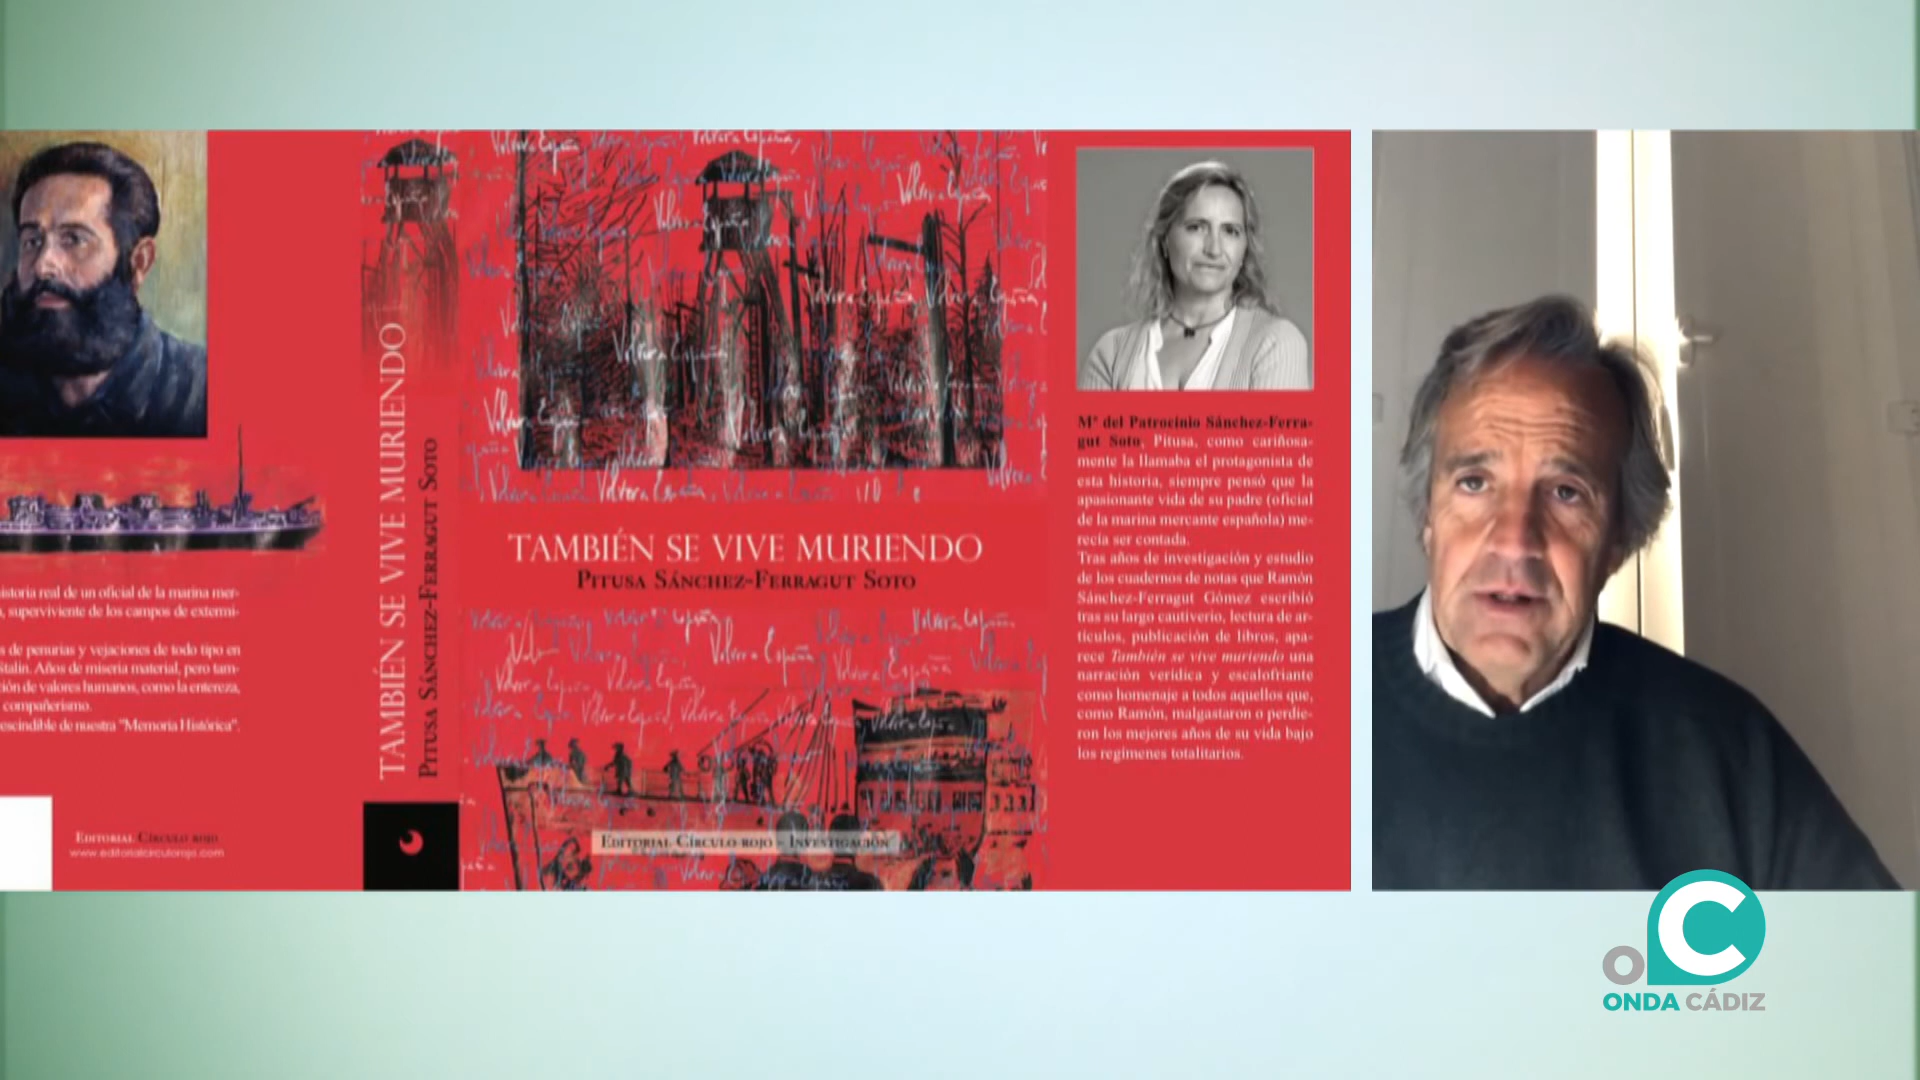 istoria real de un oficial de la marina mer-
, superviviente de los campos de extermi-
s de penurias y vejaciones de todo tipo en
Stalin. Años de miseria material, pero tam-
ción de valores humanos, como la entereza,
compañerismo.
escindible de nuestra "Memoria Histórica".
Editorial Círculo rojo
www.editorialcirculorojo.com
TAMBIÉN SE VIVE MURIENDO
Pitusa Sánchez-Ferragut Soto
Volver a España
TAMBIÉN SE VIVE MURIENDO
Pitusa Sánchez-Ferragut Soto
Editorial Círculo rojo - Investigación
Mª del Patrocinio Sánchez-Ferra-
gut Soto, Pitusa, como cariñosa-
mente la llamaba el protagonista de
esta historia, siempre pensó que la
apasionante vida de su padre (oficial
de la marina mercante española) me-
recía ser contada.
Tras años de investigación y estudio
de los cuadernos de notas que Ramón
Sánchez-Ferragut Gómez escribió
tras su largo cautiverio, lectura de ar-
tículos, publicación de libros, apa-
rece También se vive muriendo una
narración verídica y escalofriante
como homenaje a todos aquellos que,
como Ramón, malgastaron o perdie-
ron los mejores años de su vida bajo
los regímenes totalitarios.
OC
ONDA CÁDIZ